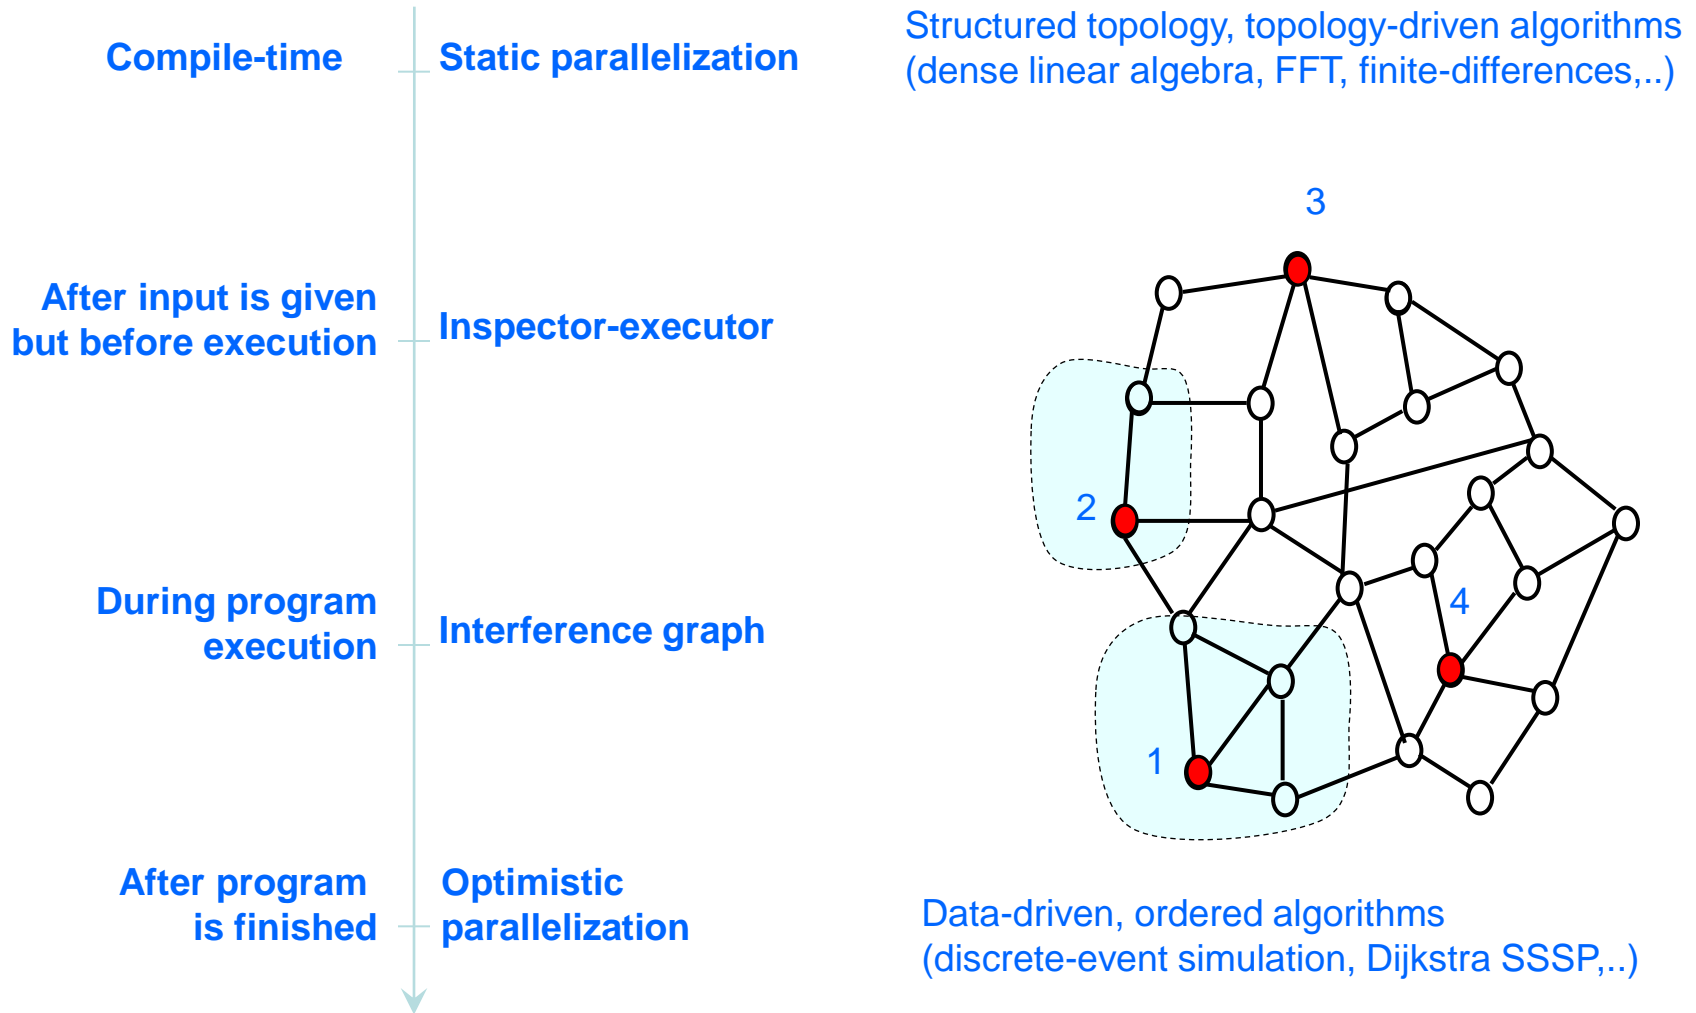 Compile-time
Static parallelization
Structured topology, topology-driven algorithms
(dense linear algebra, FFT, finite-differences,..)
After input is given
but before execution
Inspector-executor
During program
execution
Interference graph
After program
is finished
Optimistic
parallelization
3
2
4
1
Data-driven, ordered algorithms
(discrete-event simulation, Dijkstra SSSP,..)